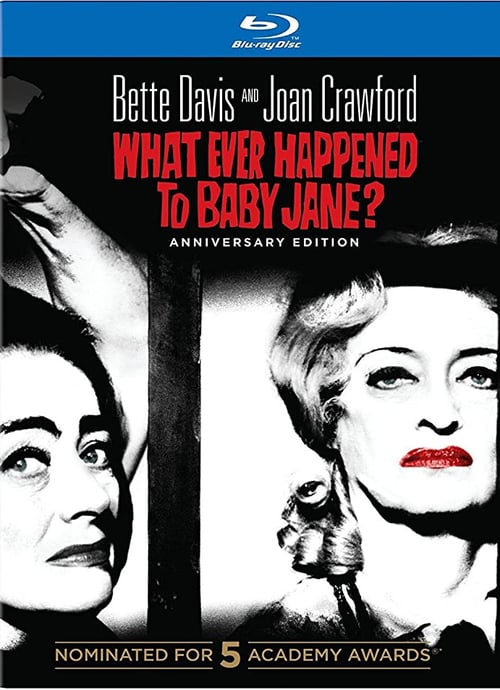 Blu-ray Disc™
Bette Davis AND Joan Crawford
WHAT EVER HAPPENED
TO BABY JANE?
ANNIVERSARY EDITION
NOMINATED FOR 5 ACADEMY AWARDS®